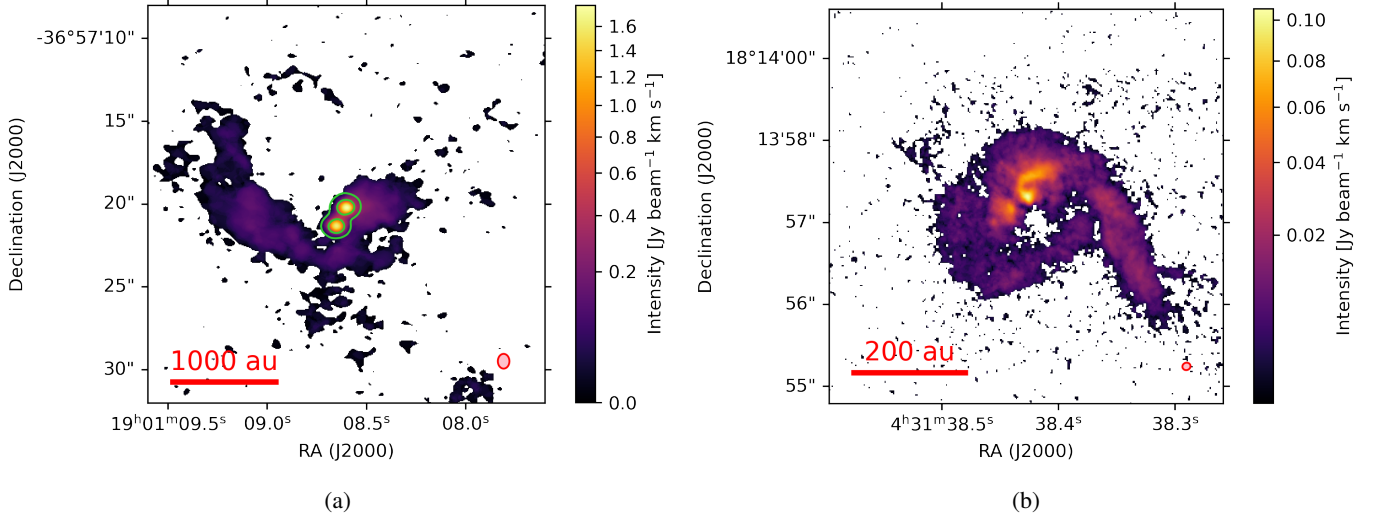 -36°57'10"
15"
20"
25"
30"
Declination (J2000)
1000 au
19ʰ01ᵐ09.5ˢ 09.0ˢ 08.5ˢ 08.0ˢ
RA (J2000)
1.6
1.4
1.2
1.0
0.8
0.6
0.4
0.2
0.0
Intensity [Jy beam⁻¹ km s⁻¹]
(a)
18°14'00"
13'58"
57"
56"
55"
Declination (J2000)
200 au
4ʰ31ᵐ38.5ˢ 38.4ˢ 38.3ˢ
RA (J2000)
0.10
0.08
0.06
0.04
0.02
Intensity [Jy beam⁻¹ km s⁻¹]
(b)